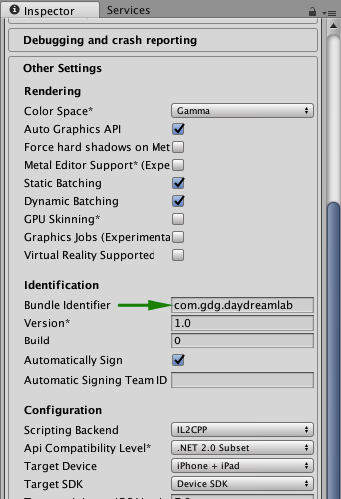 Inspector Services
Debugging and crash reporting
Other Settings
Rendering
Color Space* Gamma
Auto Graphics API
Force hard shadows on Met
Metal Editor Support* (Expe
Static Batching
Dynamic Batching
GPU Skinning*
Graphics Jobs (Experimenta
Virtual Reality Supported
Identification
Bundle Identifier com.gdg.daydreamlab
Version* 1.0
Build 0
Automatically Sign
Automatic Signing Team ID
Configuration
Scripting Backend IL2CPP
Api Compatibility Level* .NET 2.0 Subset
Target Device iPhone + iPad
Target SDK Device SDK